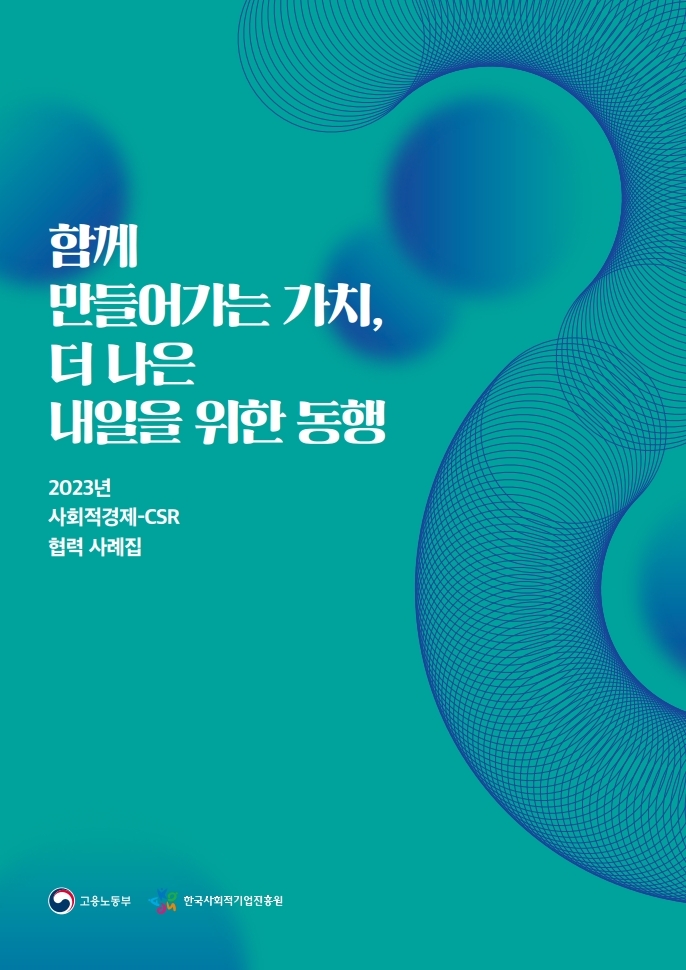 함께
만들어가는 가치,
더 나은
내일을 위한 동행
2023년
사회적경제-CSR
협력 사례집
고용노동부
한국사회적기업진흥원